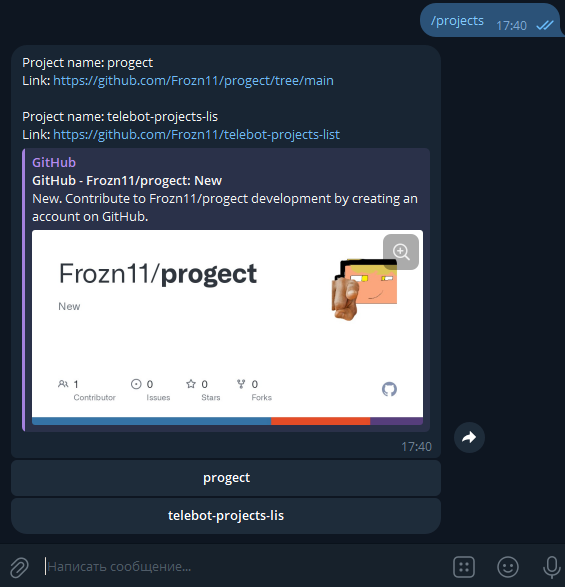 /projects 17:40
Project name: progect
Link: https://github.com/Frozn11/progect/tree/main
Project name: telebot-projects-lis
Link: https://github.com/Frozn11/telebot-projects-list
GitHub
GitHub - Frozn11/progect: New
New. Contribute to Frozn11/progect development by creating an
account on GitHub.
Frozn11/progect
New
1 0 0 0
Contributor Issues Stars Forks
17:40
progect
telebot-projects-lis
Написать сообщение...